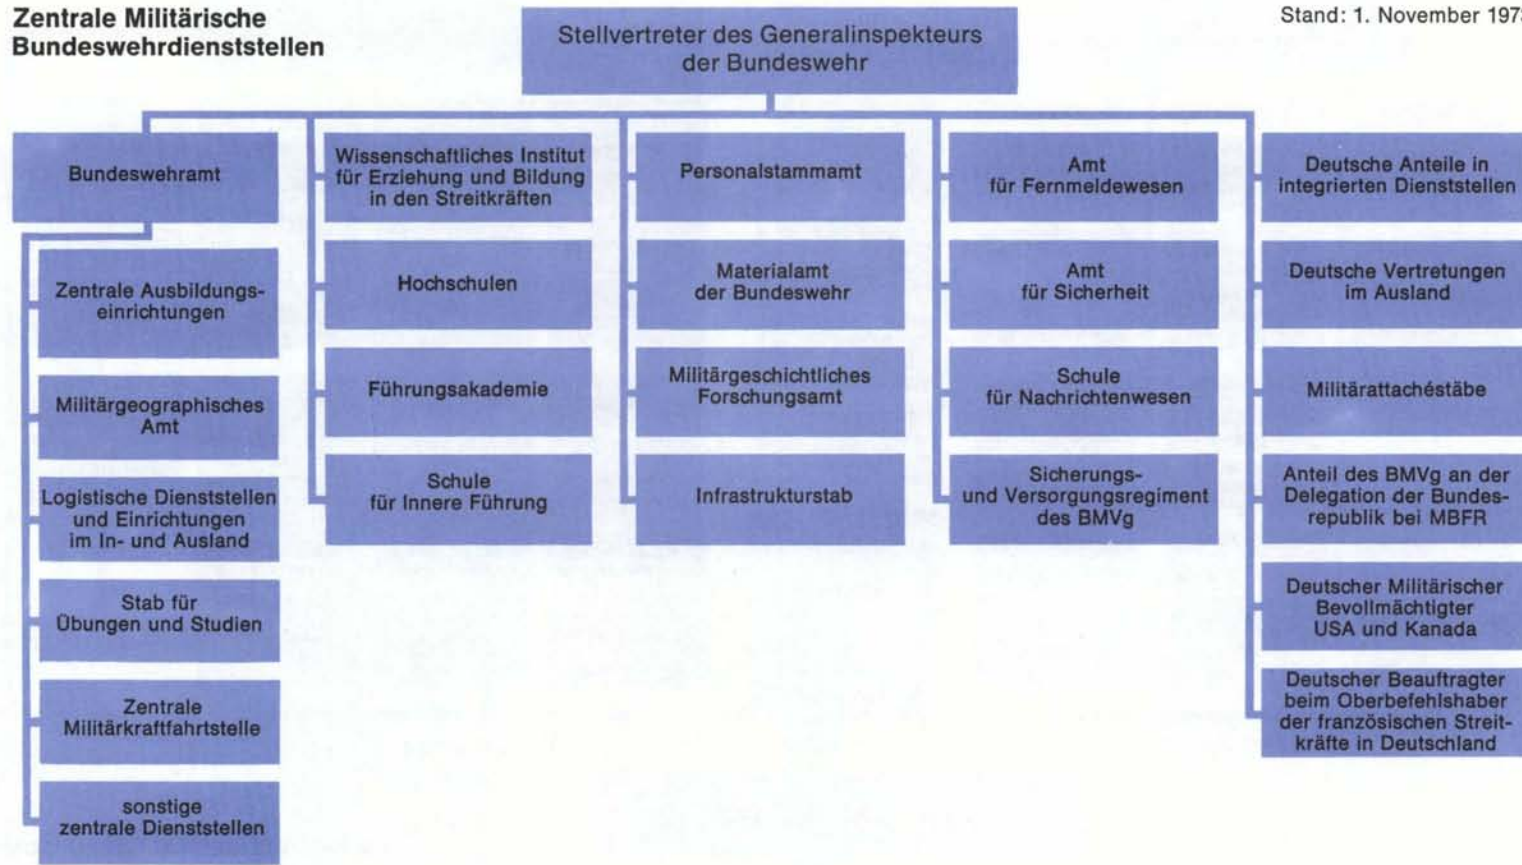 Zentrale Militärische
Bundeswehrdienststellen
Stand: 1. November 197
Stellvertreter des Generalinspekteurs
der Bundeswehr
Bundeswehramt
Zentrale Ausbildungs-
einrichtungen
Militärgeographisches
Amt
Logistische Dienststellen
und Einrichtungen
im In- und Ausland
Stab für
Übungen und Studien
Zentrale
Militärkraftfahrtstelle
sonstige
zentrale Dienststellen
Wissenschaftliches Institut
für Erziehung und Bildung
in den Streitkräften
Hochschulen
Führungsakademie
Schule
für Innere Führung
Personalstammamt
Materialamt
der Bundeswehr
Militärgeschichtliches
Forschungsamt
Infrastrukturstab
Amt
für Fernmeldewesen
Amt
für Sicherheit
Schule
für Nachrichtenwesen
Sicherungs-
und Versorgungsregiment
des BMVg
Deutsche Anteile in
integrierten Dienststellen
Deutsche Vertretungen
im Ausland
Militärattachéstäbe
Anteil des BMVg an der
Delegation der Bundes-
republik bei MBFR
Deutscher Militärischer
Bevollmächtigter
USA und Kanada
Deutscher Beauftragter
beim Oberbefehlshaber
der französischen Streit-
kräfte in Deutschland